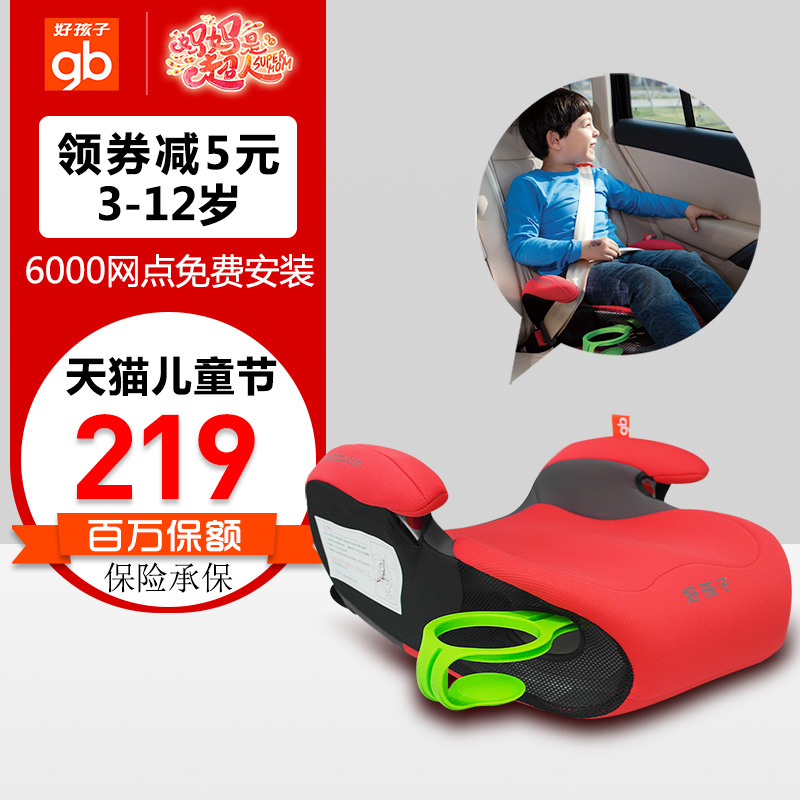 好孩子
gb
妈妈是
超人
SUPER
MOM
领券减5元
3-12岁
6000网点免费安装
天猫儿童节
219
百万保额
保险承保
gb
好孩子